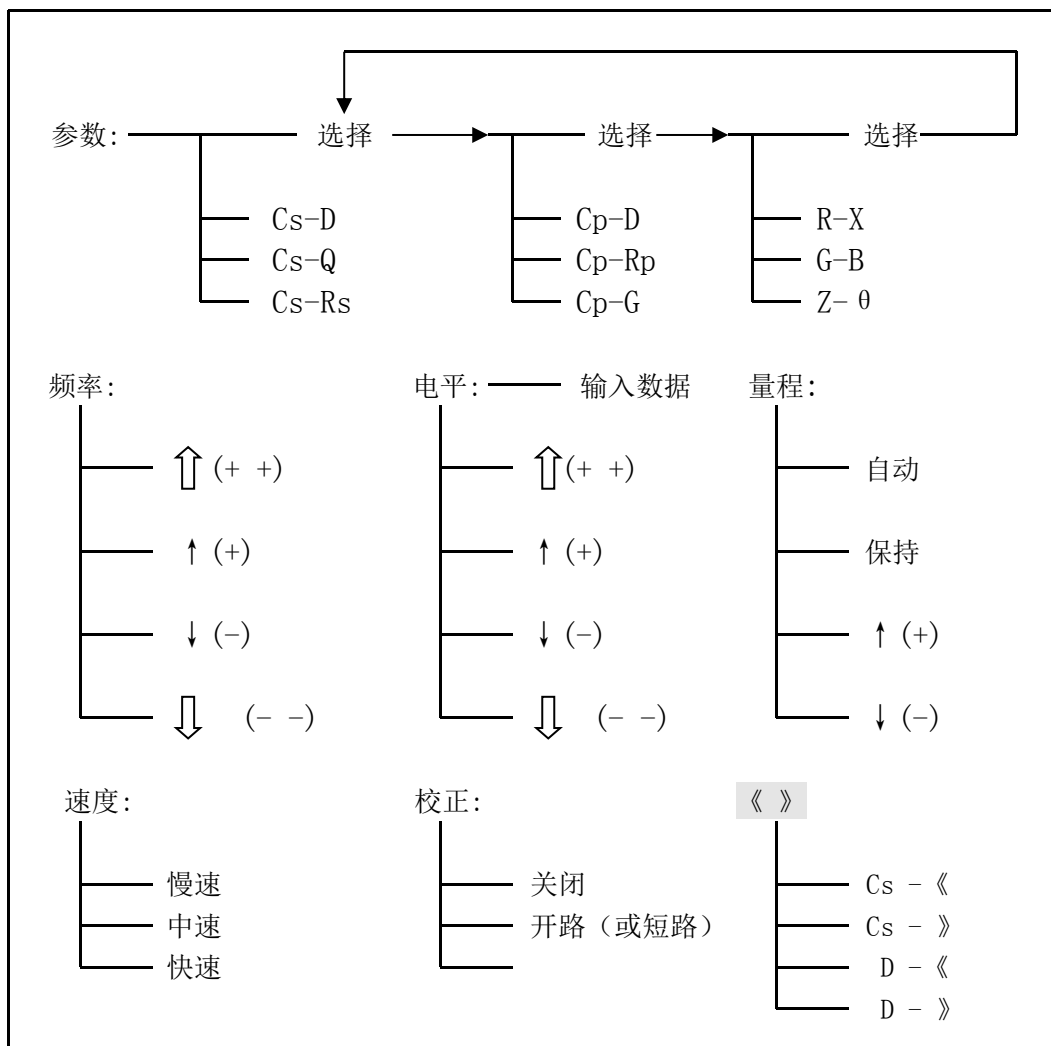 参数: 选择 选择 选择
Cs-D Cp-D R-X
Cs-Q Cp-Rp G-B
Cs-Rs Cp-G Z-θ
频率: 电平: 输入数据 量程:
⇧(+ +) ⇧(+ +) 自动
↑(+) ↑(+) 保持
↓(-) ↓(-) ↑(+)
⇩ (- -) ⇩ (- -) ↓(-)
速度: 校正: 《 》
慢速 关闭 Cs -《
中速 开路（或短路） Cs - 》
快速 D -《
D - 》